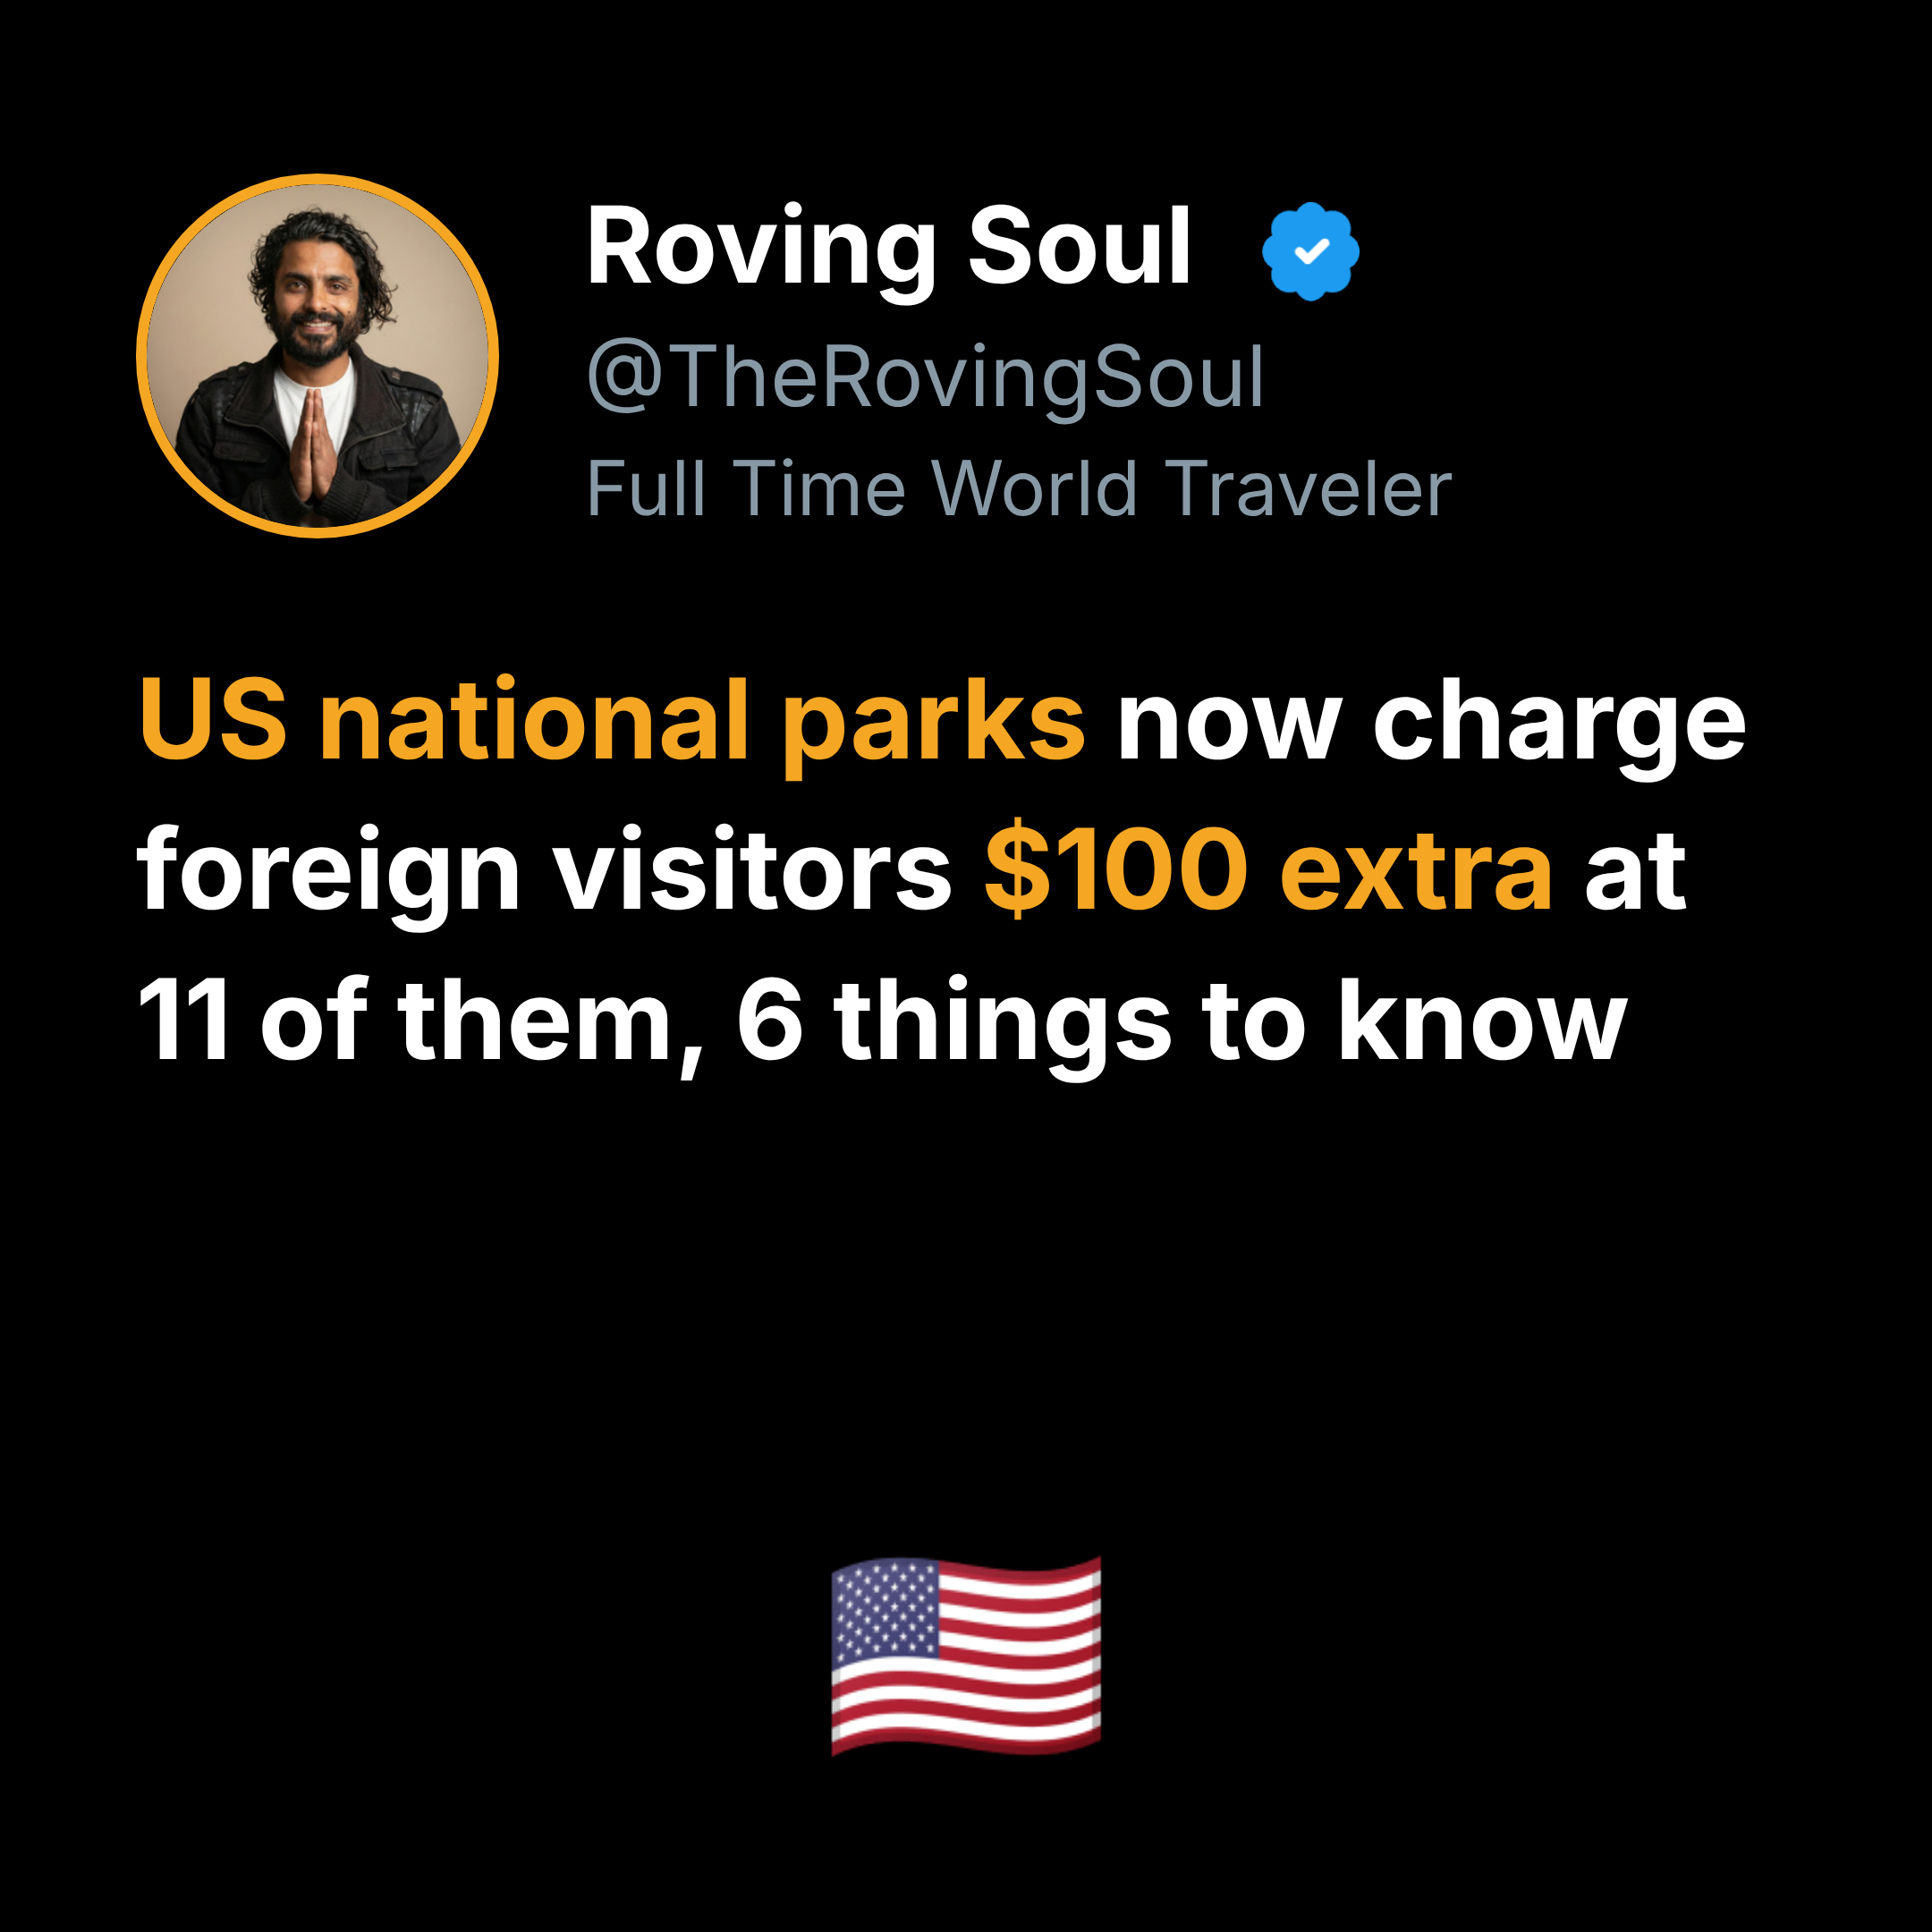 Roving Soul
@TheRovingSoul
Full Time World Traveler
US national parks now charge
foreign visitors $100 extra at
11 of them, 6 things to know